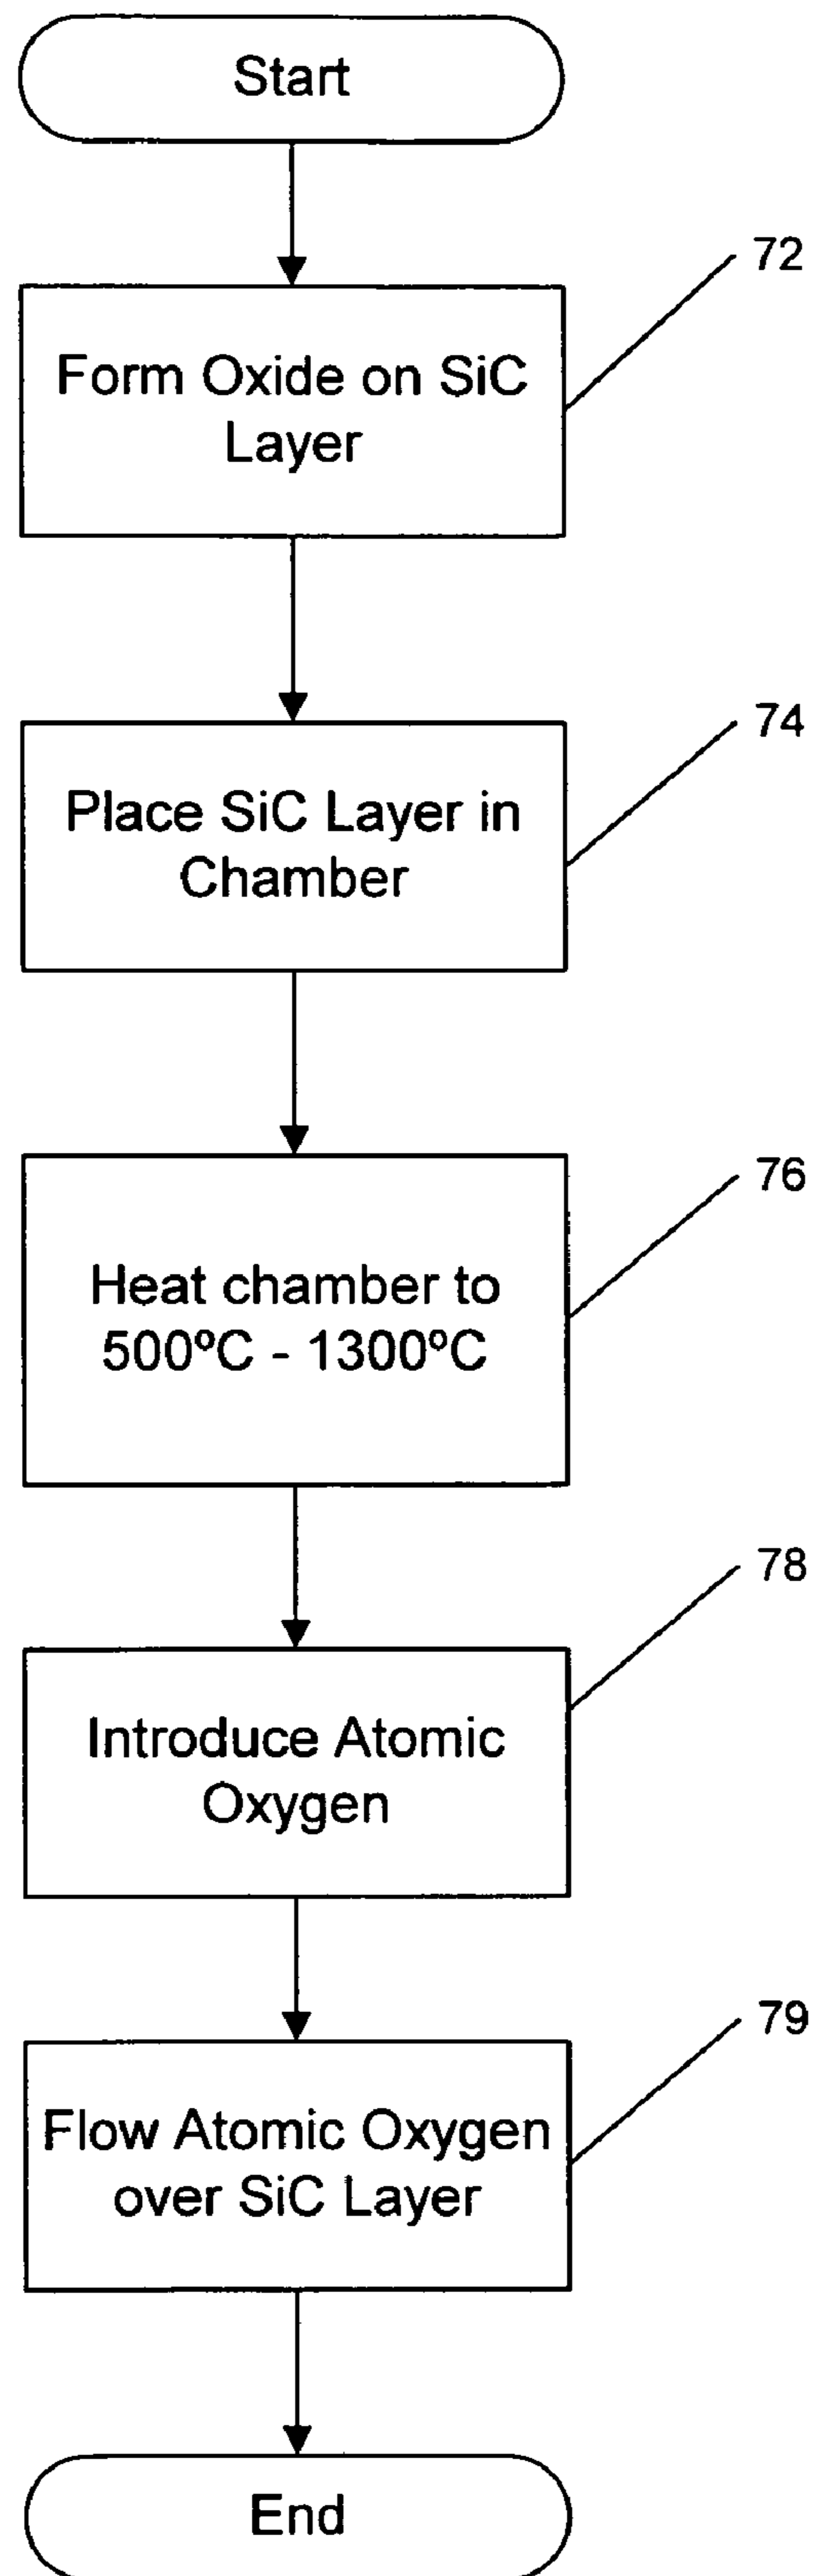 Start
72
Form Oxide on SiC
Layer
74
Place SiC Layer in
Chamber
76
Heat chamber to
500ºC - 1300ºC
78
Introduce Atomic
Oxygen
79
Flow Atomic Oxygen
over SiC Layer
End